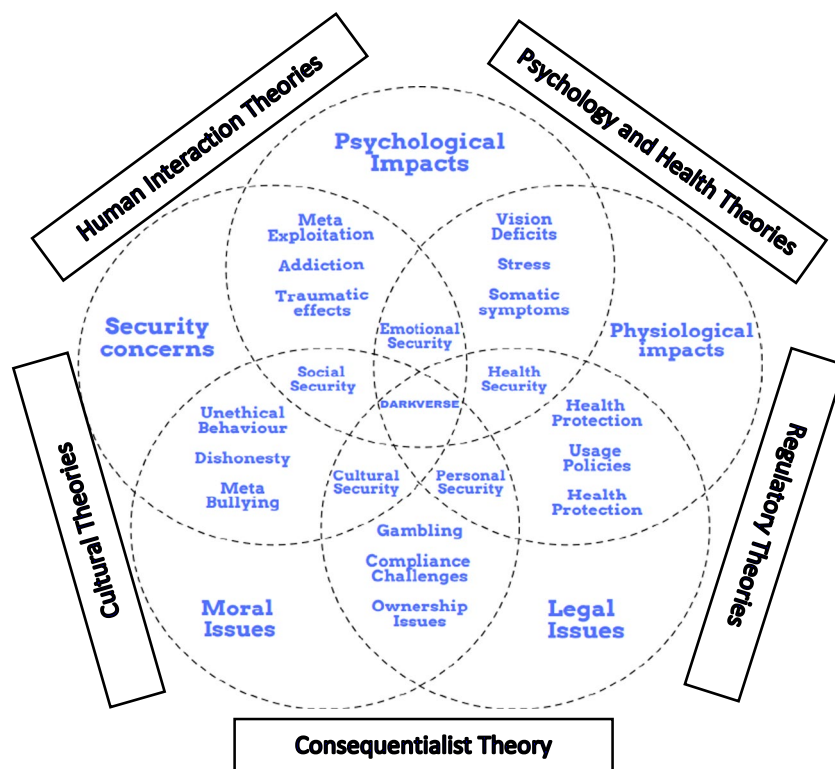 Human Interaction Theories
Psychology and Health Theories
Psychological
Impacts
Meta
Exploitation
Addiction
Traumatic
effects
Vision
Deficits
Stress
Somatic
symptoms
Security
concerns
Emotional
Security
Physiological
impacts
Social
Security
Health
Security
DARKVERSE
Unethical
Behaviour
Dishonesty
Meta
Bullying
Health
Protection
Usage
Policies
Health
Protection
Cultural
Security
Personal
Security
Cultural Theories
Regulatory Theories
Gambling
Compliance
Challenges
Ownership
Issues
Moral
Issues
Legal
Issues
Consequentialist Theory